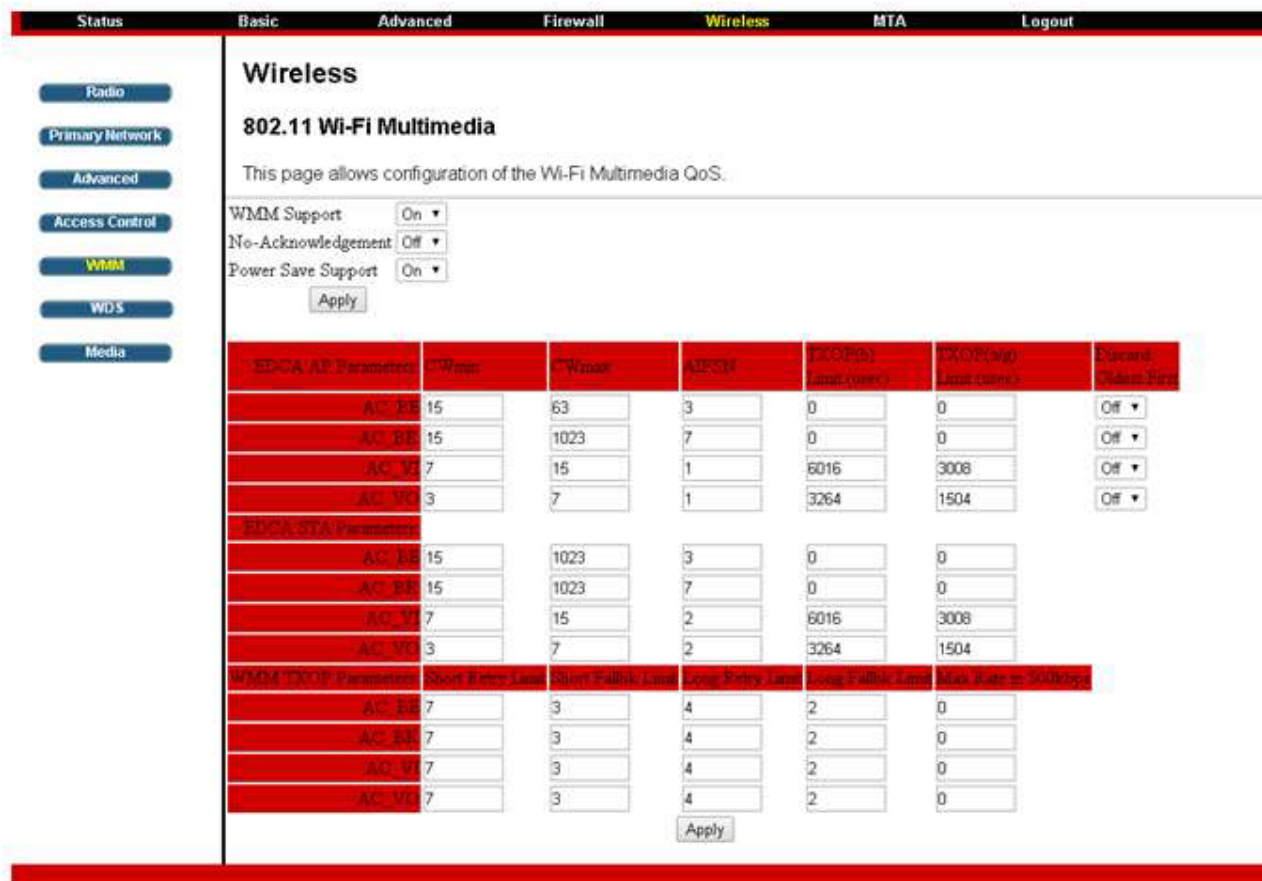 Status Basic Advanced Firewall Wireless MTA Logout
Radio
Primary Network
Advanced
Access Control
WMM
WDS
Media
Wireless
802.11 Wi-Fi Multimedia
This page allows configuration of the Wi-Fi Multimedia QoS.
WMM Support On
No-Acknowledgement Off
Power Save Support On
Apply
EDCA AP Parameters: CWmin CWmax AIFSN TXOP(b) Limit (usec) TXOP(a/g) Limit (usec) Discard Oldest First
AC_BE 15 63 3 0 0 Off
15 1023 7 0 0 Off
AC_VI 7 15 1 6016 3008 Off
AC_VO 3 7 1 3264 1504 Off
EDCA STA Parameters:
AC_BE 15 1023 3 0 0
15 1023 7 0 0
AC_VI 7 15 2 6016 3008
AC_VO 3 7 2 3264 1504
WMM TXOP Parameters: Short Retry Limit Short Fallbk Limit Long Retry Limit Long Fallbk Limit Max Rate in 500kbps
AC_BE 7 3 4 2 0
AC_BK 7 3 4 2 0
AC_VI 7 3 4 2 0
AC_VO 7 3 4 2 0
Apply